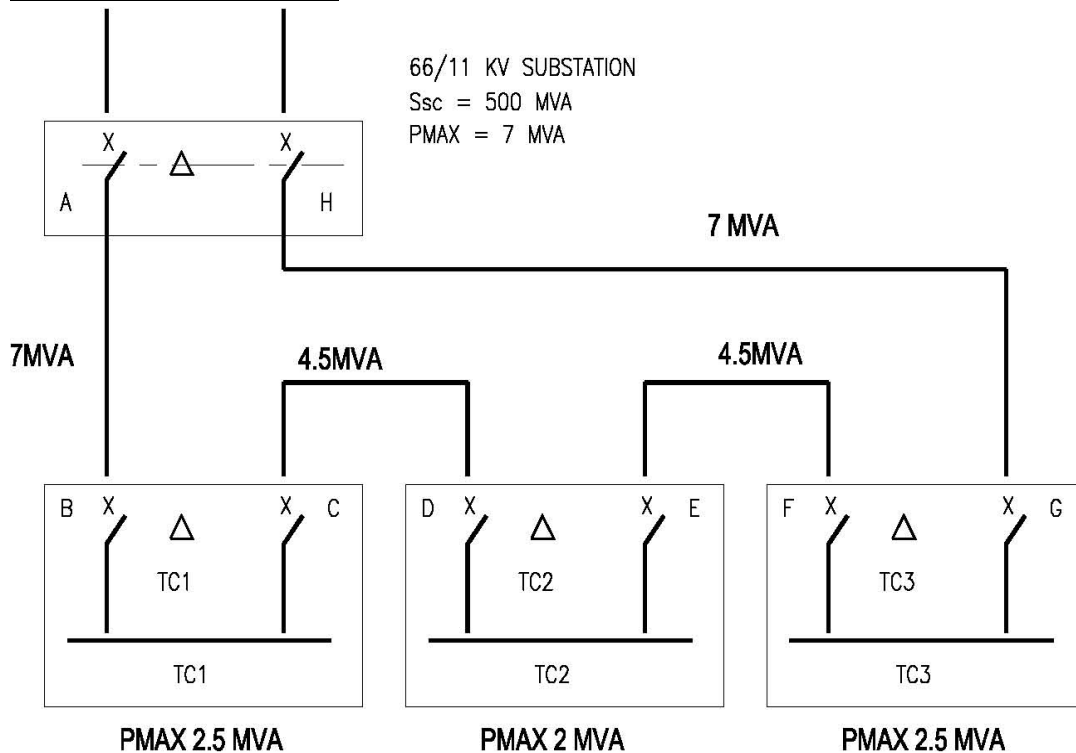 66/11 KV SUBSTATION
Ssc = 500 MVA
PMAX = 7 MVA
X X
A H
7 MVA
7MVA
4.5MVA 4.5MVA
B X X C D X X E F X X G
TC1 TC2 TC3
TC1 TC2 TC3
PMAX 2.5 MVA PMAX 2 MVA PMAX 2.5 MVA